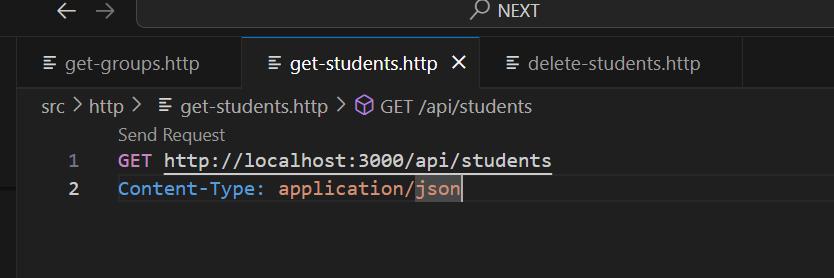 NEXT
get-groups.http
get-students.http
delete-students.http
src > http > get-students.http > GET /api/students
Send Request
1 GET http://localhost:3000/api/students
2 Content-Type: application/json